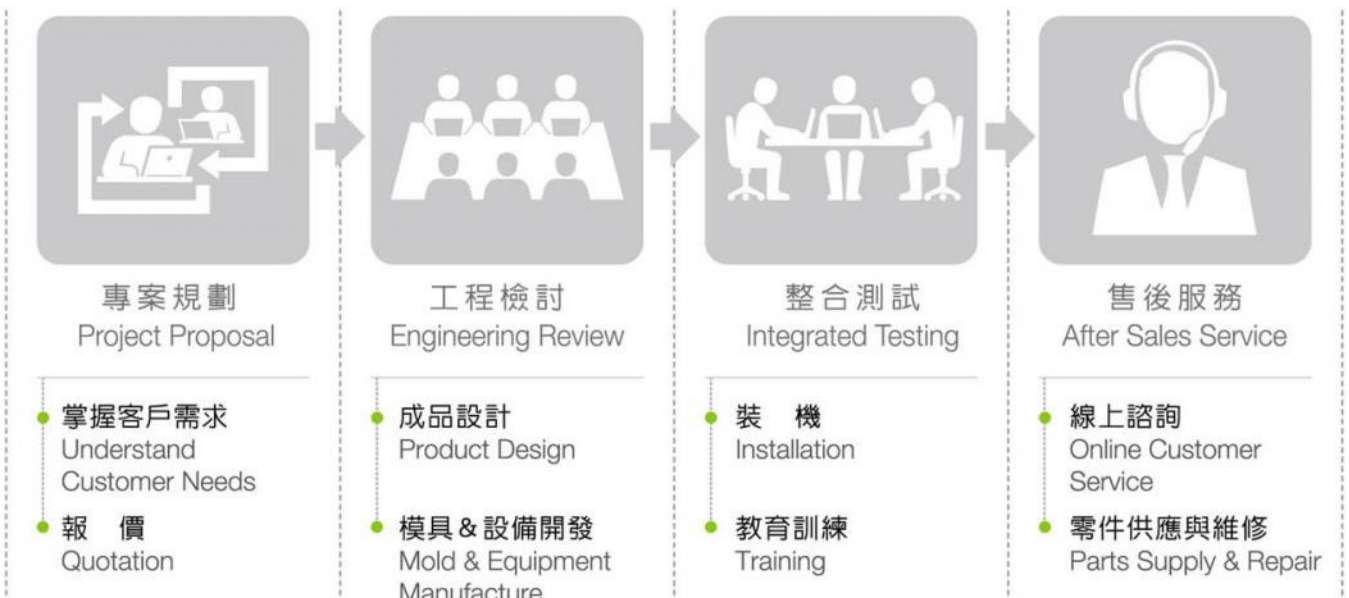 專案規劃
Project Proposal
掌握客戶需求
Understand
Customer Needs
報 價
Quotation
工程檢討
Engineering Review
成品設計
Product Design
模具&設備開發
Mold & Equipment
Manufacture
整合測試
Integrated Testing
裝 機
Installation
教育訓練
Training
售後服務
After Sales Service
線上諮詢
Online Customer
Service
零件供應與維修
Parts Supply & Repair